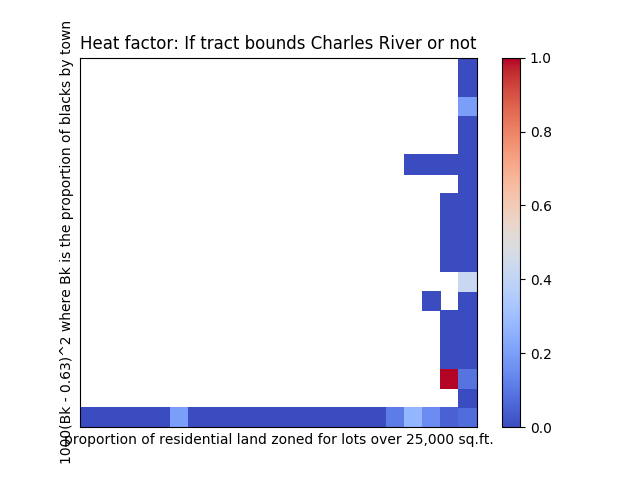 Heat factor: If tract bounds Charles River or not
1000(Bk - 0.63)^2 where Bk is the proportion of blacks by town
proportion of residential land zoned for lots over 25,000 sq.ft.
1.0
0.8
0.6
0.4
0.2
0.0